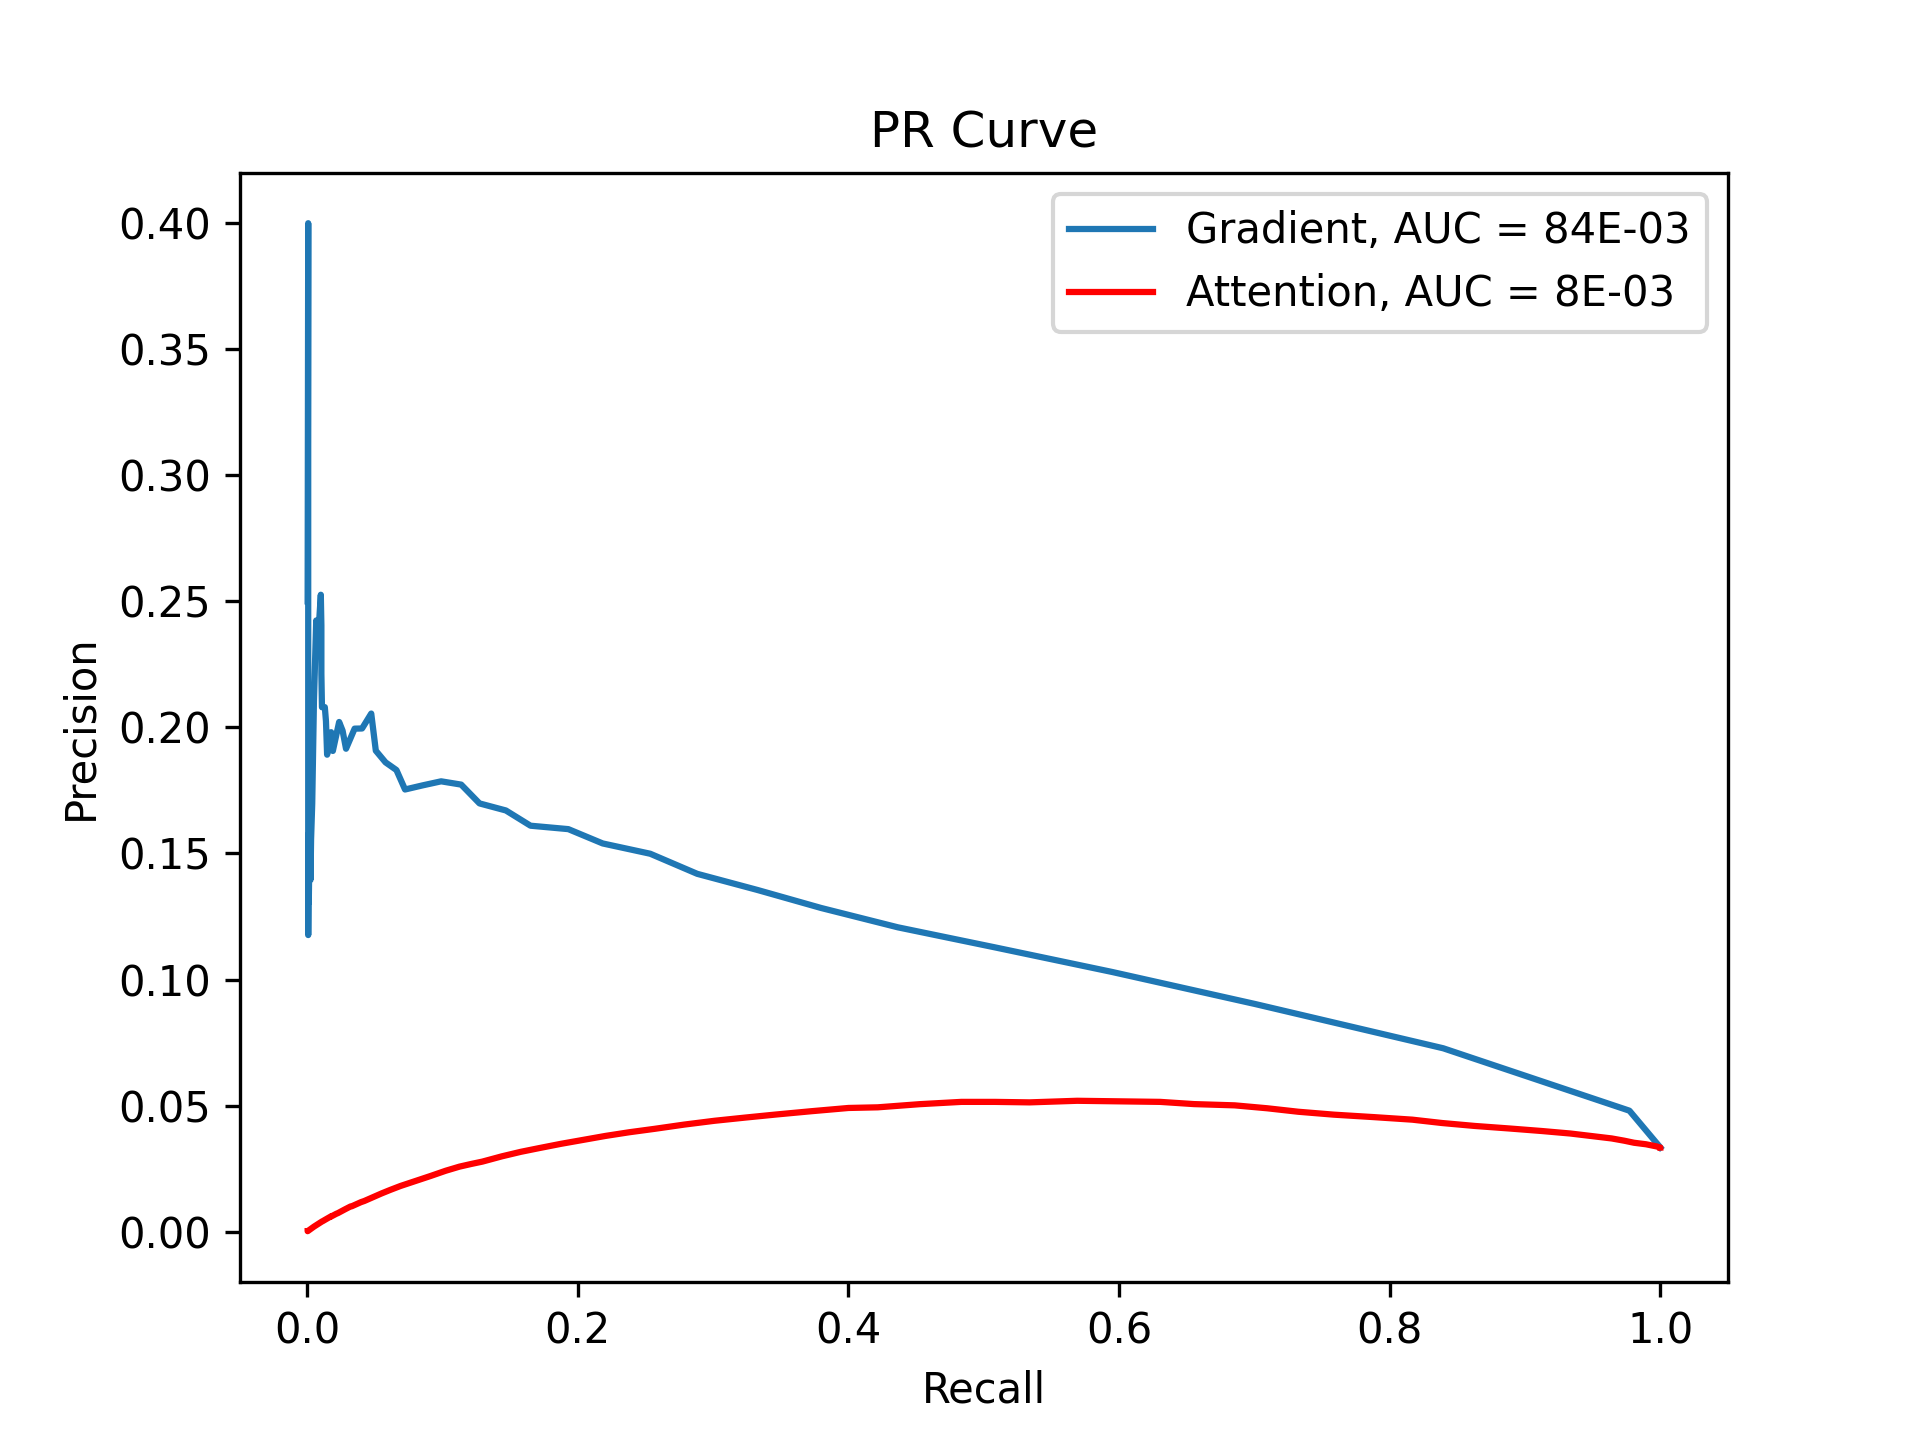 PR Curve
Gradient, AUC = 84E-03
Attention, AUC = 8E-03
Precision
0.40
0.35
0.30
0.25
0.20
0.15
0.10
0.05
0.00
0.0 0.2 0.4 0.6 0.8 1.0
Recall